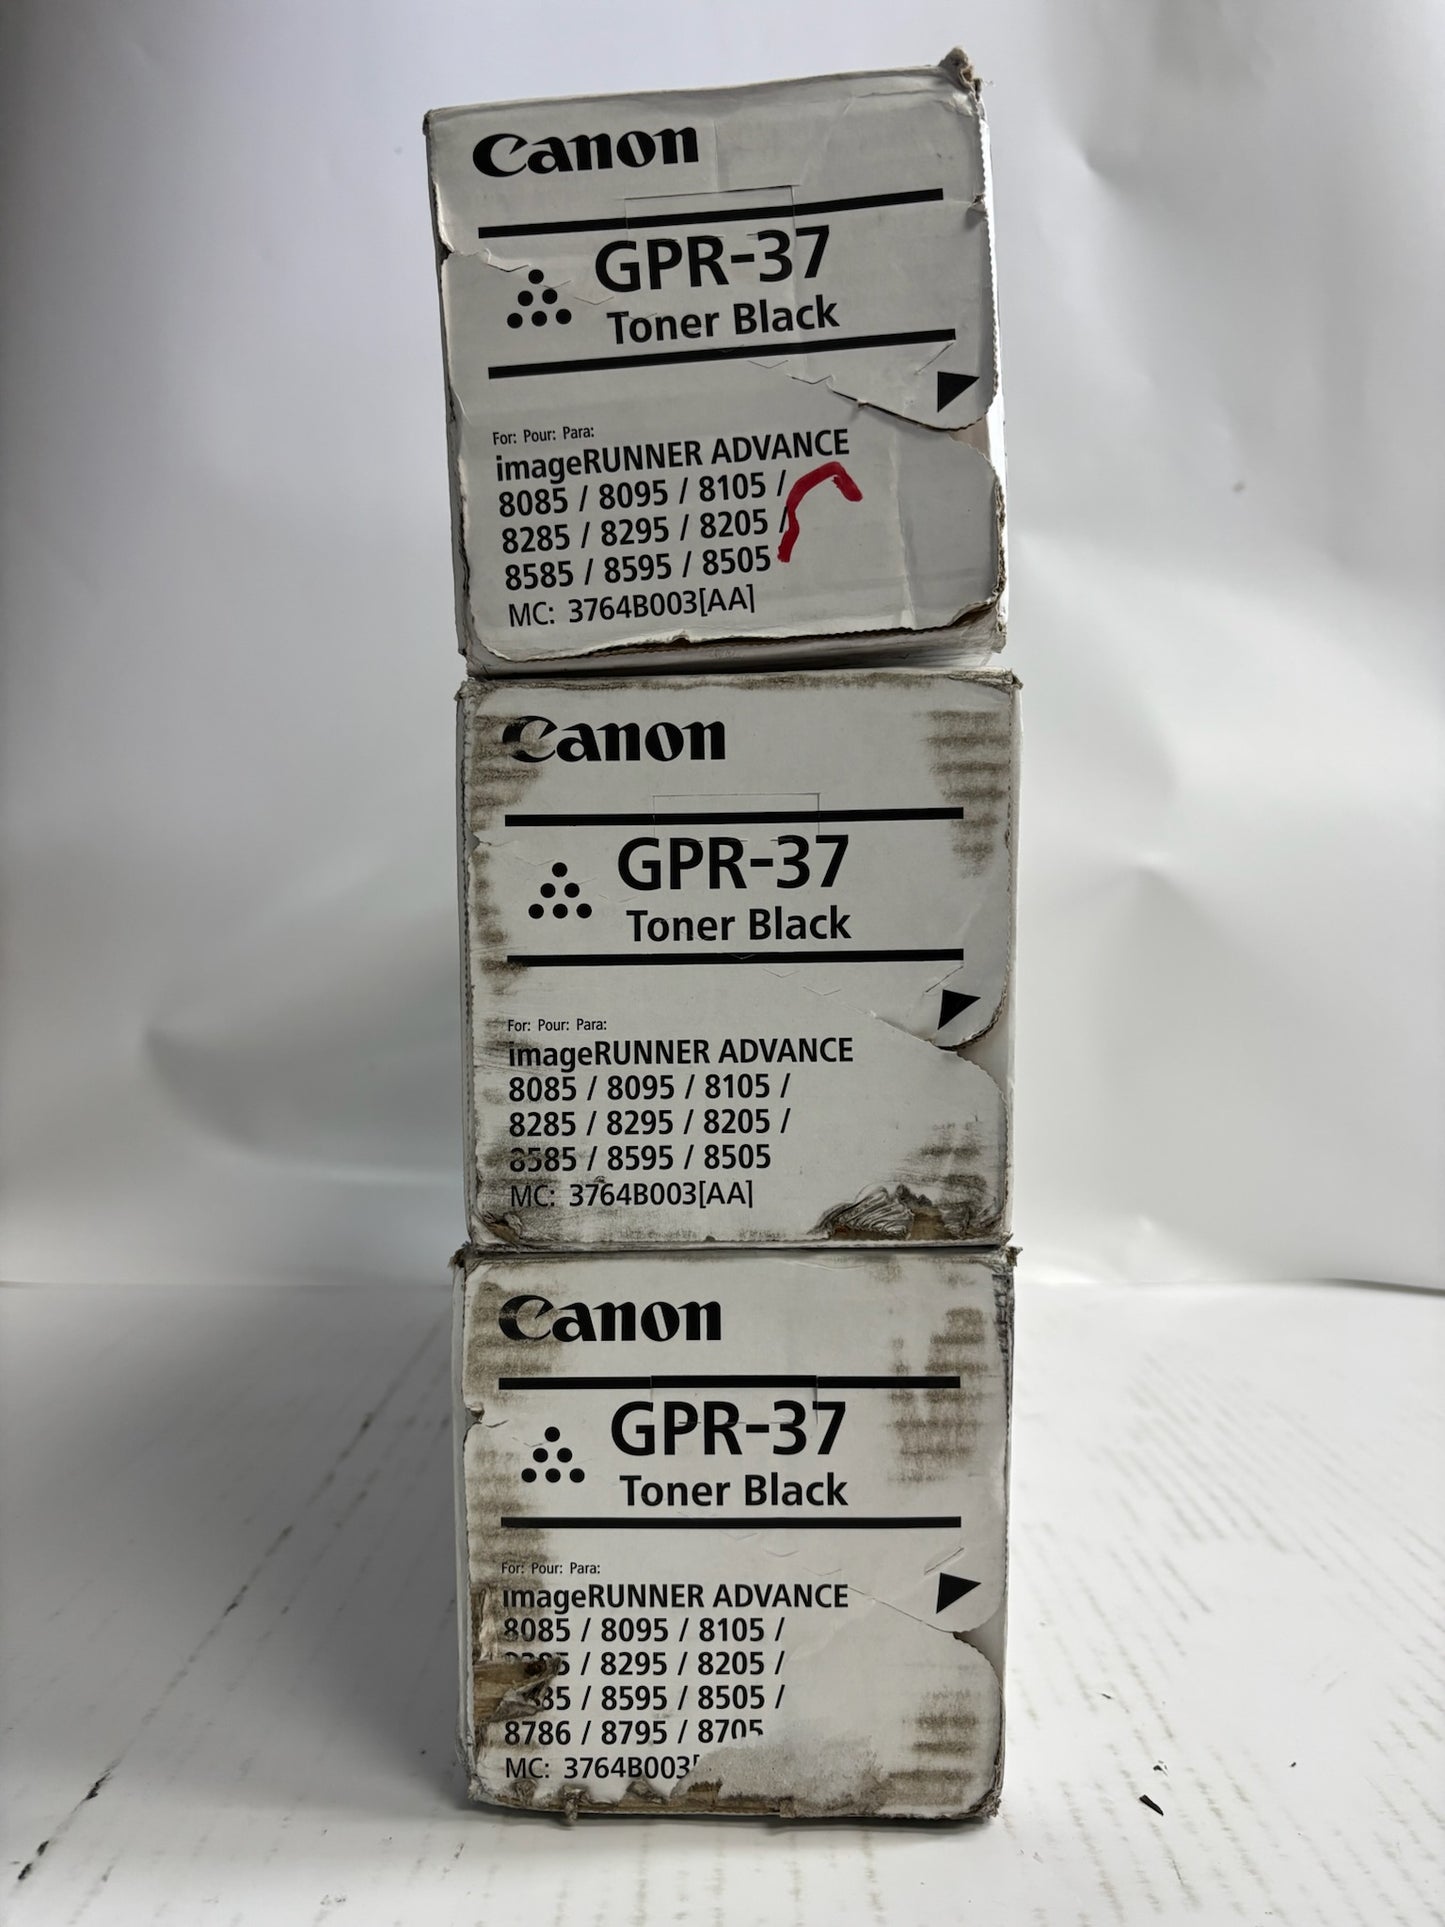 Canon
GPR-37
Toner Black
For: Pour: Para:
imageRUNNER ADVANCE
8085 / 8095 / 8105 /
8285 / 8295 / 8205 /
8585 / 8595 / 8505
MC: 3764B003[AA]
Canon
GPR-37
Toner Black
For: Pour: Para:
imageRUNNER ADVANCE
8085 / 8095 / 8105 /
8285 / 8295 / 8205 /
8585 / 8595 / 8505
MC: 3764B003[AA]
Canon
GPR-37
Toner Black
For: Pour: Para:
imageRUNNER ADVANCE
8085 / 8095 / 8105 /
/ 8295 / 8205 /
/ 8595 / 8505 /
8786 / 8795 / 8705
MC: 3764B003[